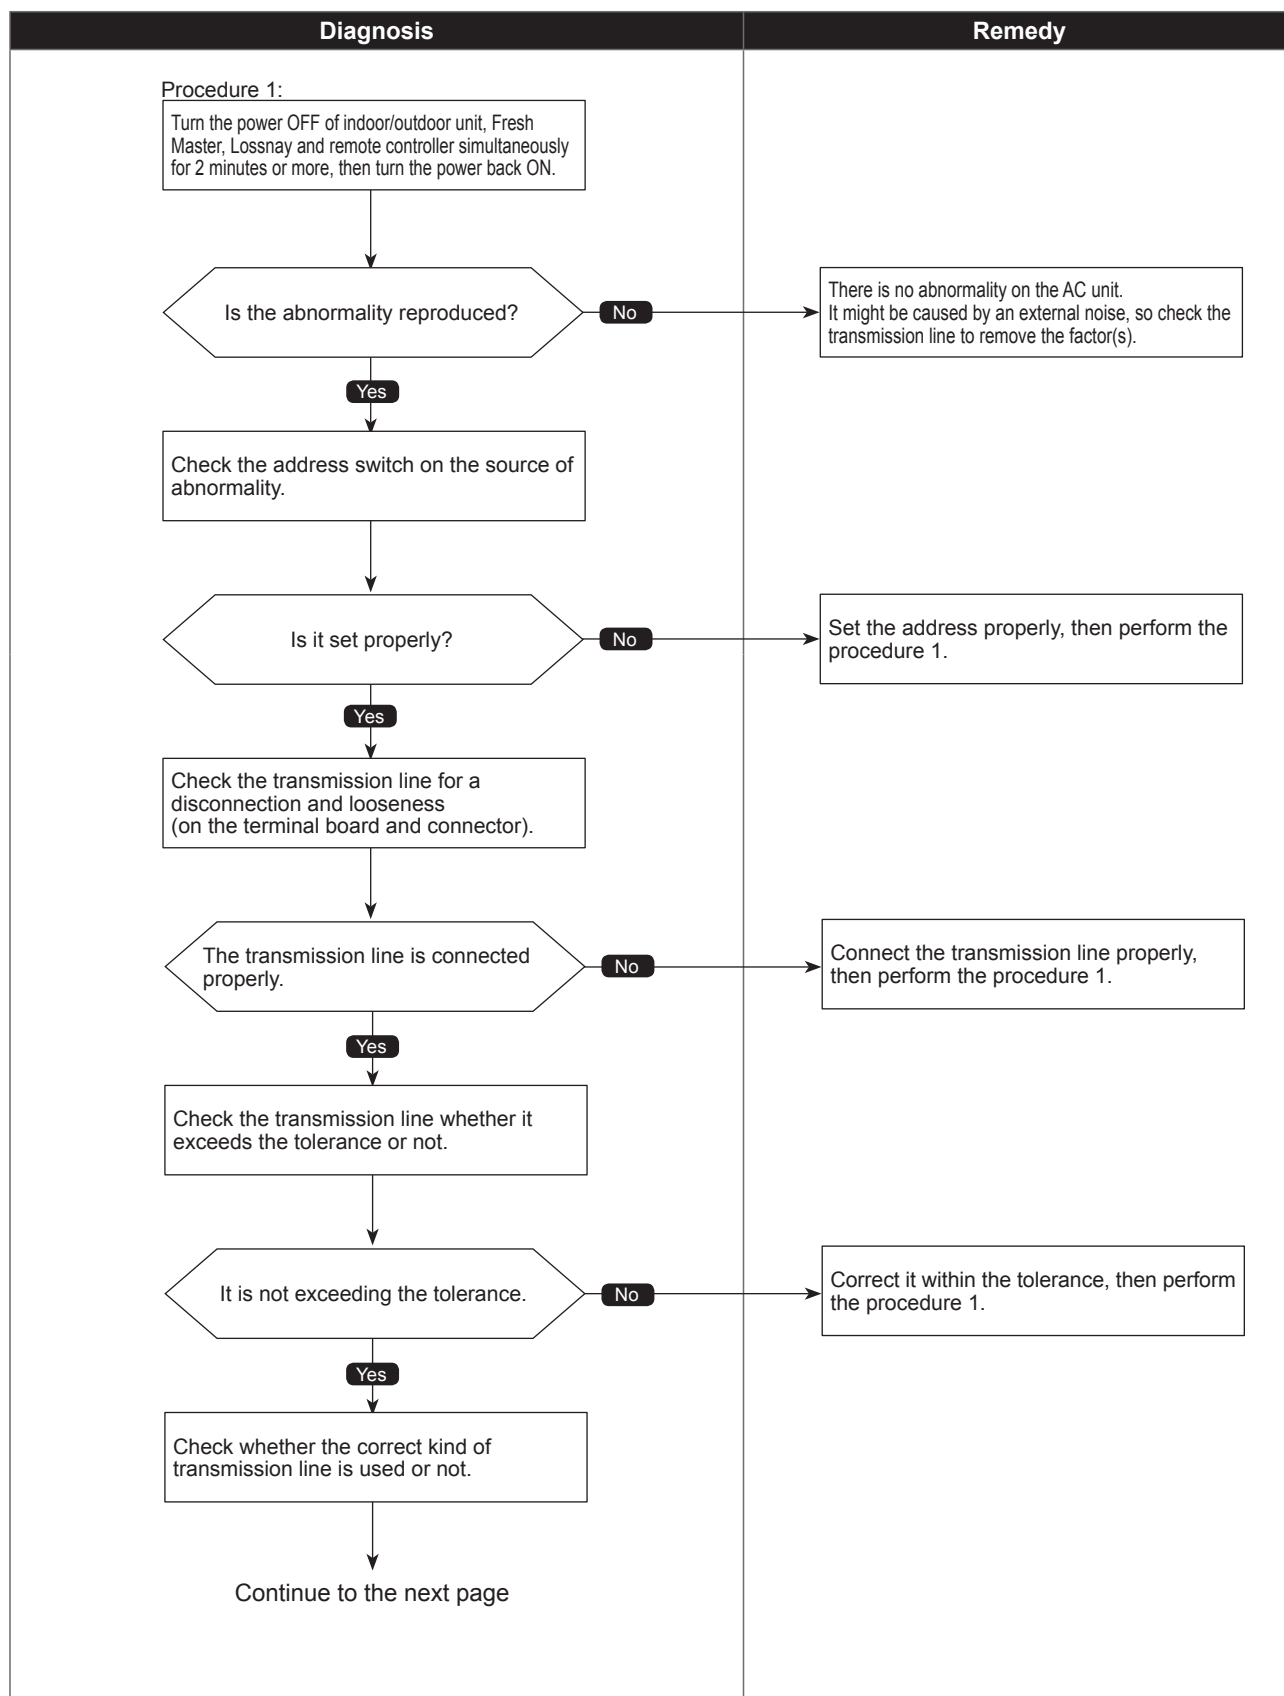 Diagnosis
Remedy
Procedure 1:
Turn the power OFF of indoor/outdoor unit, Fresh
Master, Lossnay and remote controller simultaneously
for 2 minutes or more, then turn the power back ON.
Is the abnormality reproduced?
No
There is no abnormality on the AC unit.
It might be caused by an external noise, so check the
transmission line to remove the factor(s).
Yes
Check the address switch on the source of
abnormality.
Is it set properly?
No
Set the address properly, then perform the
procedure 1.
Yes
Check the transmission line for a
disconnection and looseness
(on the terminal board and connector).
The transmission line is connected
properly.
No
Connect the transmission line properly,
then perform the procedure 1.
Yes
Check the transmission line whether it
exceeds the tolerance or not.
It is not exceeding the tolerance.
No
Correct it within the tolerance, then perform
the procedure 1.
Yes
Check whether the correct kind of
transmission line is used or not.
Continue to the next page